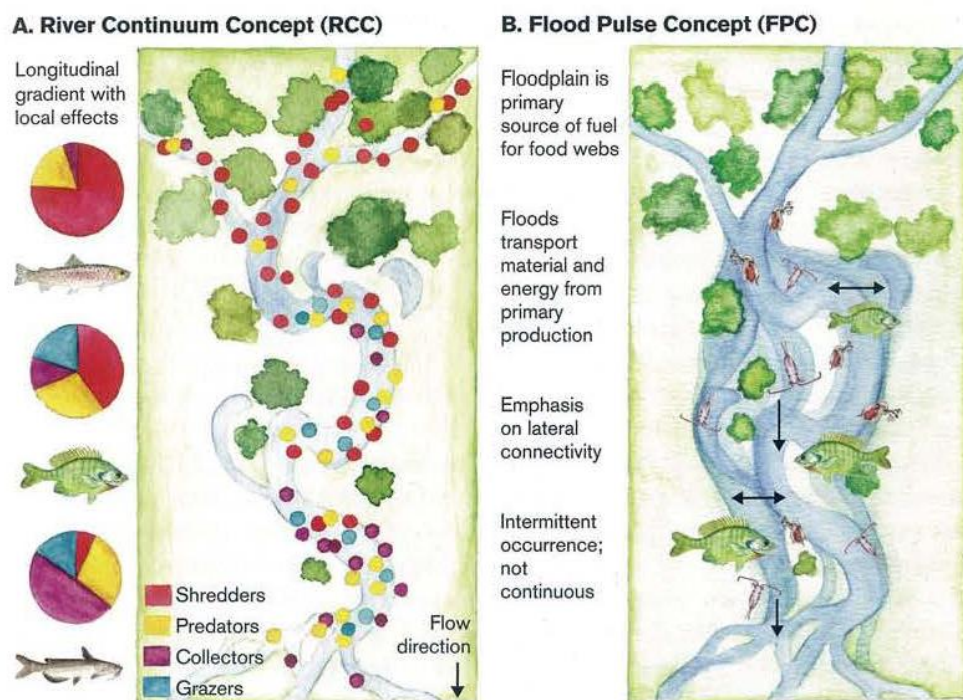 A. River Continuum Concept (RCC)
Longitudinal
gradient with
local effects
Shredders
Predators
Collectors
Grazers
Flow
direction
B. Flood Pulse Concept (FPC)
Floodplain is
primary
source of fuel
for food webs
Floods
transport
material and
energy from
primary
production
Emphasis
on lateral
connectivity
Intermittent
occurrence;
not
continuous